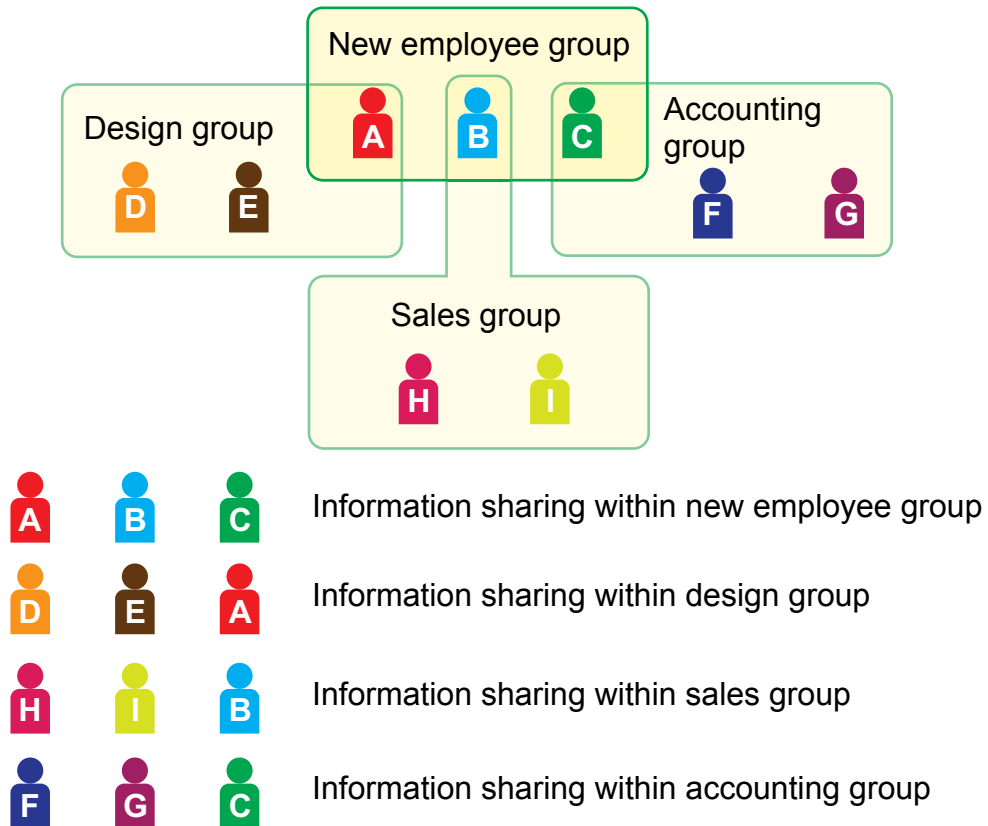 New employee group
Design group
A
B
C
Accounting
group
D
E
F
G
Sales group
H
I
A B C Information sharing within new employee group
D E A Information sharing within design group
H I B Information sharing within sales group
F G C Information sharing within accounting group